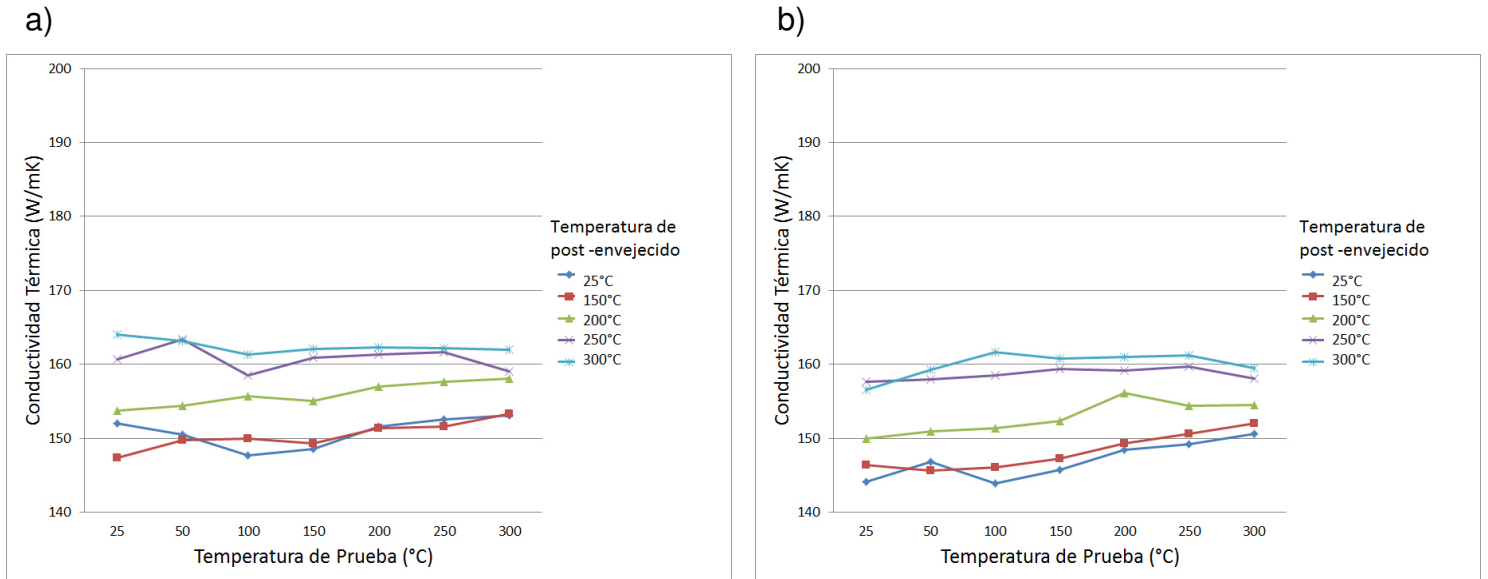 a)
200
190
180
170
160
150
140
Conductividad Térmica (W/mK)
25 50 100 150 200 250 300
Temperatura de Prueba (°C)
Temperatura de
post -envejecido
25°C
150°C
200°C
250°C
300°C
b)
200
190
180
170
160
150
140
Conductividad Térmica (W/mK)
25 50 100 150 200 250 300
Temperatura de Prueba (°C)
Temperatura de
post -envejecido
25°C
150°C
200°C
250°C
300°C